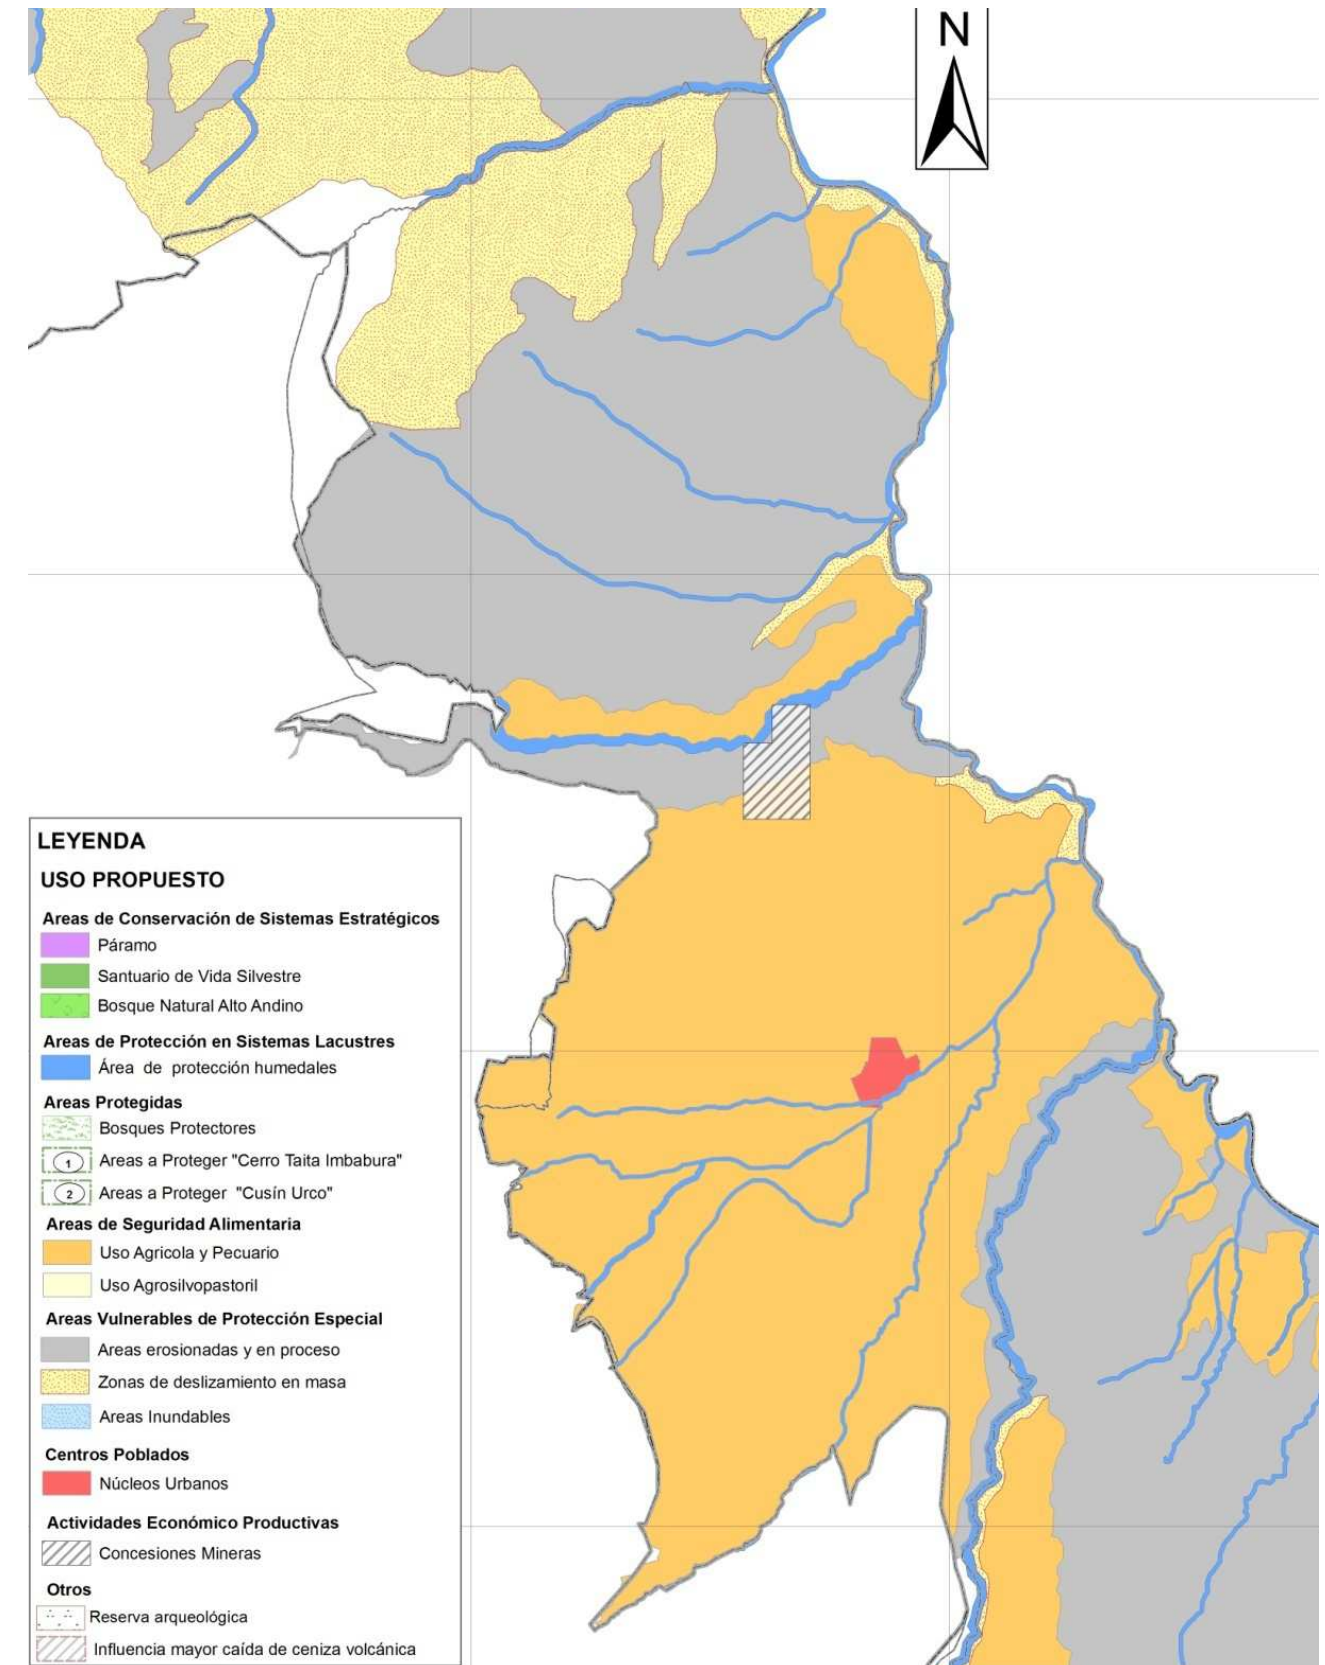 N
LEYENDA
USO PROPUESTO
Areas de Conservación de Sistemas Estratégicos
Páramo
Santuario de Vida Silvestre
Bosque Natural Alto Andino
Areas de Protección en Sistemas Lacustres
Área de protección humedales
Areas Protegidas
Bosques Protectores
1 Areas a Proteger "Cerro Taita Imbabura"
2 Areas a Proteger "Cusín Urco"
Areas de Seguridad Alimentaria
Uso Agricola y Pecuario
Uso Agrosilvopastoril
Areas Vulnerables de Protección Especial
Areas erosionadas y en proceso
Zonas de deslizamiento en masa
Areas Inundables
Centros Poblados
Núcleos Urbanos
Actividades Económico Productivas
Concesiones Mineras
Otros
Reserva arqueológica
Influencia mayor caída de ceniza volcánica